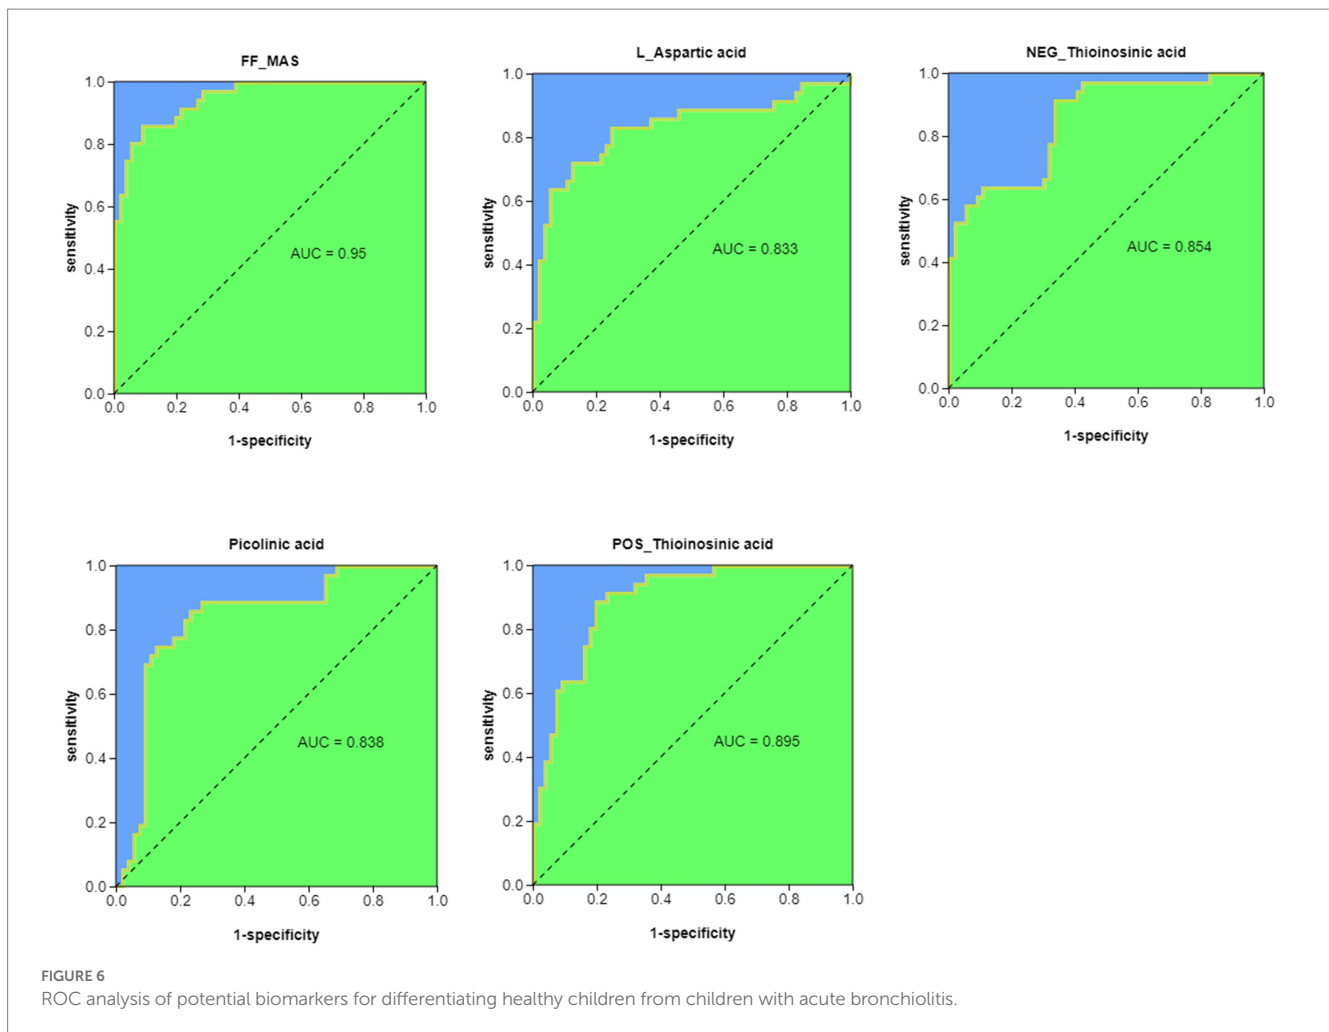 FF_MAS
1.0
0.8
0.6
0.4
0.2
0.0
sensitivity
AUC = 0.95
0.0 0.2 0.4 0.6 0.8 1.0
1-specificity
L_Aspartic acid
1.0
0.8
0.6
0.4
0.2
0.0
sensitivity
AUC = 0.833
0.0 0.2 0.4 0.6 0.8 1.0
1-specificity
NEG_Thioinosinic acid
1.0
0.8
0.6
0.4
0.2
0.0
sensitivity
AUC = 0.854
0.0 0.2 0.4 0.6 0.8 1.0
1-specificity
Picolinic acid
1.0
0.8
0.6
0.4
0.2
0.0
sensitivity
AUC = 0.838
0.0 0.2 0.4 0.6 0.8 1.0
1-specificity
POS_Thioinosinic acid
1.0
0.8
0.6
0.4
0.2
0.0
sensitivity
AUC = 0.895
0.0 0.2 0.4 0.6 0.8 1.0
1-specificity
FIGURE 6
ROC analysis of potential biomarkers for differentiating healthy children from children with acute bronchiolitis.